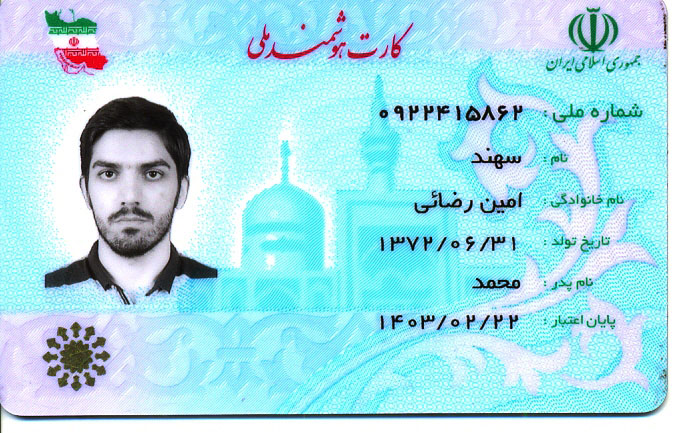 کارت هوشمند ملی
جمهوری اسلامی ایران
شماره ملی : ۰۹۲۲۴۱۵۸۶۲
نام : سهند
نام خانوادگی : امین رضائی
تاریخ تولد : ۱۳۷۲/۰۶/۳۱
نام پدر : محمد
پایان اعتبار : ۱۴۰۳/۰۲/۲۲